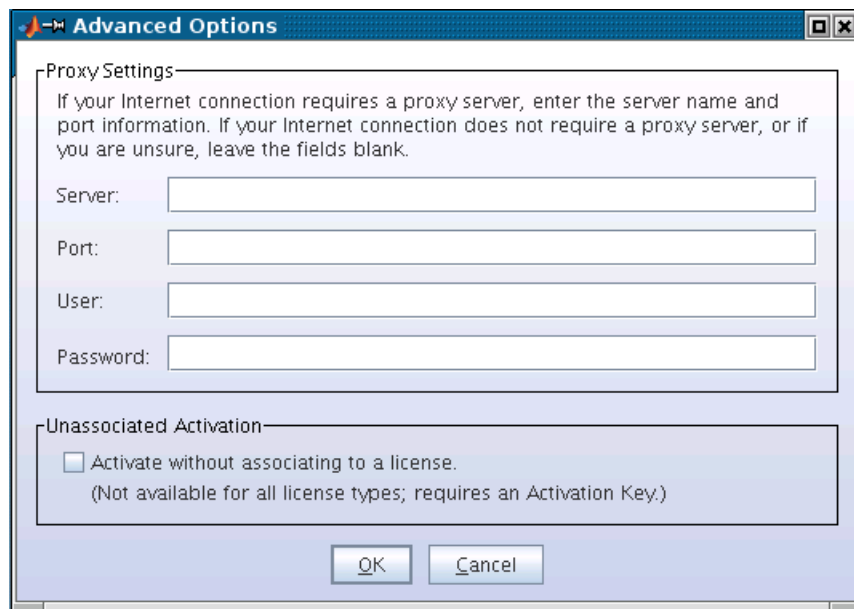 Advanced Options
Proxy Settings
If your Internet connection requires a proxy server, enter the server name and
port information. If your Internet connection does not require a proxy server, or if
you are unsure, leave the fields blank.
Server:
Port:
User:
Password:
Unassociated Activation
Activate without associating to a license.
(Not available for all license types; requires an Activation Key.)
OK Cancel